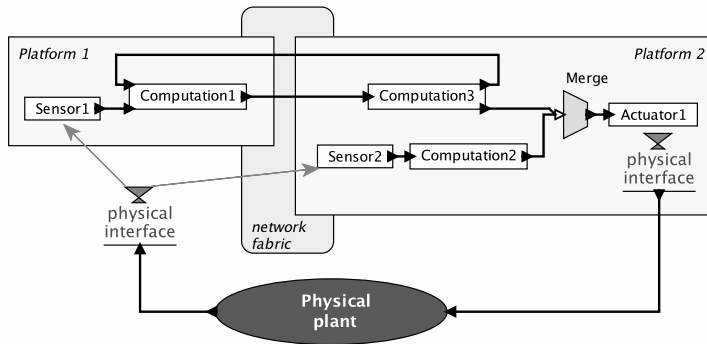 Platform 1
Platform 2
Merge
Computation1
Computation3
Sensor1
Actuator1
Sensor2
Computation2
physical
interface
physical
interface
network
fabric
Physical
plant